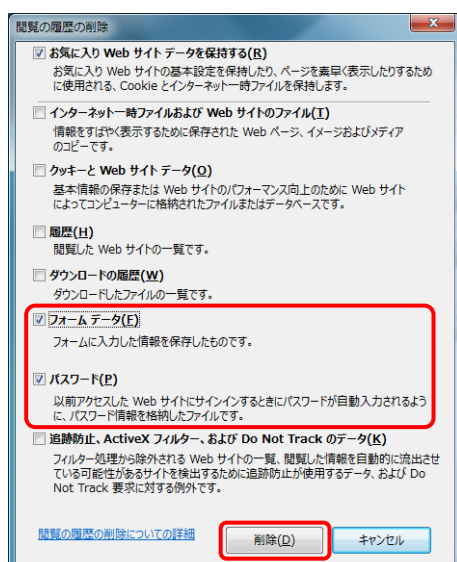 閲覧の履歴の削除
お気に入り Web サイト データを保持する(R)
お気に入り Web サイトの基本設定を保持したり、ページを素早く表示したりするため
に使用される、Cookie とインターネット一時ファイルを保持します。
インターネット一時ファイルおよび Web サイトのファイル(T)
情報をすばやく表示するために保存された Web ページ、イメージおよびメディア
のコピーです。
クッキーと Web サイト データ(O)
基本情報の保存または Web サイトのパフォーマンス向上のために Web サイト
によってコンピューターに格納されたファイルまたはデータベースです。
履歴(H)
閲覧した Web サイトの一覧です。
ダウンロードの履歴(W)
ダウンロードしたファイルの一覧です。
フォーム データ(F)
フォームに入力した情報を保存したものです。
パスワード(P)
以前アクセスした Web サイトにサインインするときにパスワードが自動入力されるよう
に、パスワード情報を格納したファイルです。
追跡防止、ActiveX フィルター、および Do Not Track のデータ(K)
フィルター処理から除外される Web サイトの一覧、閲覧した情報を自動的に流出させ
ている可能性があるサイトを検出するために追跡防止が使用するデータ、および Do
Not Track 要求に対する例外です。
閲覧の履歴の削除についての詳細
削除(D)
キャンセル